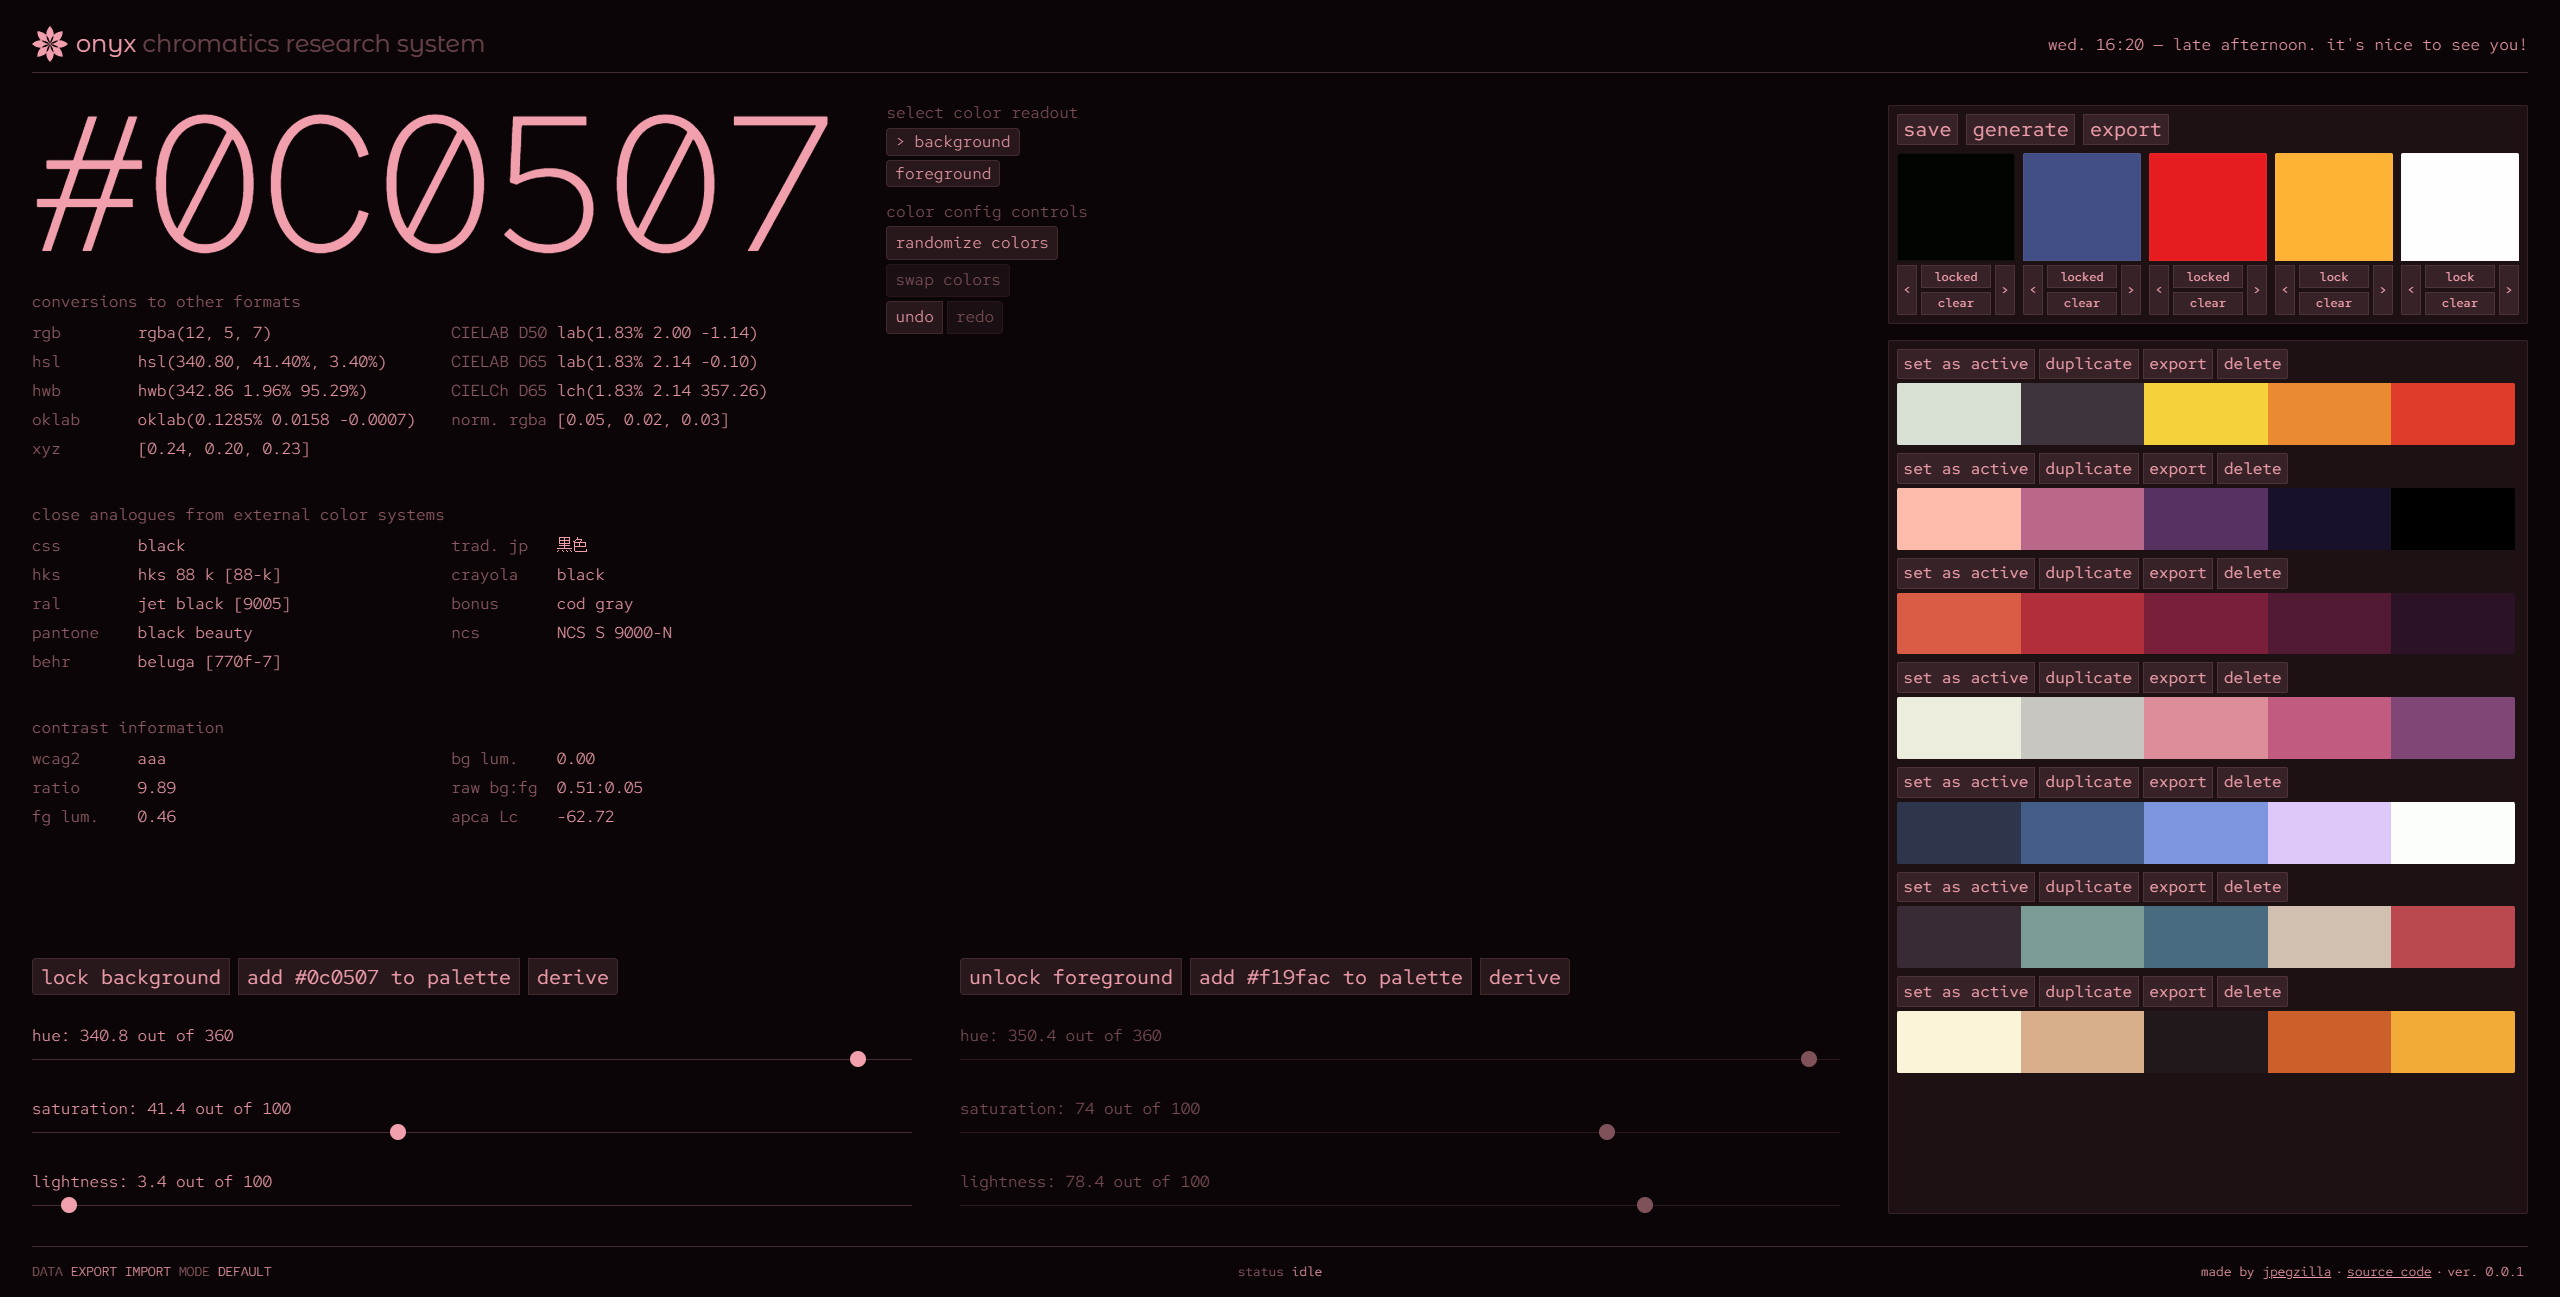 onyx chromatics research system
wed. 16:20 — late afternoon. it's nice to see you!
#0C0507
conversions to other formats
rgb rgba(12, 5, 7)
hsl hsl(340.80, 41.40%, 3.40%)
hwb hwb(342.86 1.96% 95.29%)
oklab oklab(0.1285% 0.0158 -0.0007)
xyz [0.24, 0.20, 0.23]
CIELAB D50 lab(1.83% 2.00 -1.14)
CIELAB D65 lab(1.83% 2.14 -0.10)
CIELCh D65 lch(1.83% 2.14 357.26)
norm. rgba [0.05, 0.02, 0.03]
close analogues from external color systems
css black
hks hks 88 k [88-k]
ral jet black [9005]
pantone black beauty
behr beluga [770f-7]
trad. jp 黒色
crayola black
bonus cod gray
ncs NCS S 9000-N
contrast information
wcag2 aaa
ratio 9.89
fg lum. 0.46
bg lum. 0.00
raw bg:fg 0.51:0.05
apca Lc -62.72
select color readout
> background
foreground
color config controls
randomize colors
swap colors
undo redo
lock background add #0c0507 to palette derive
hue: 340.8 out of 360
saturation: 41.4 out of 100
lightness: 3.4 out of 100
unlock foreground add #f19fac to palette derive
hue: 350.4 out of 360
saturation: 74 out of 100
lightness: 78.4 out of 100
save generate export
< locked > < locked > < locked > < lock > < lock >
clear clear clear clear clear
set as active duplicate export delete
set as active duplicate export delete
set as active duplicate export delete
set as active duplicate export delete
set as active duplicate export delete
set as active duplicate export delete
set as active duplicate export delete
DATA EXPORT IMPORT MODE DEFAULT
status idle
made by jpegzilla · source code · ver. 0.0.1